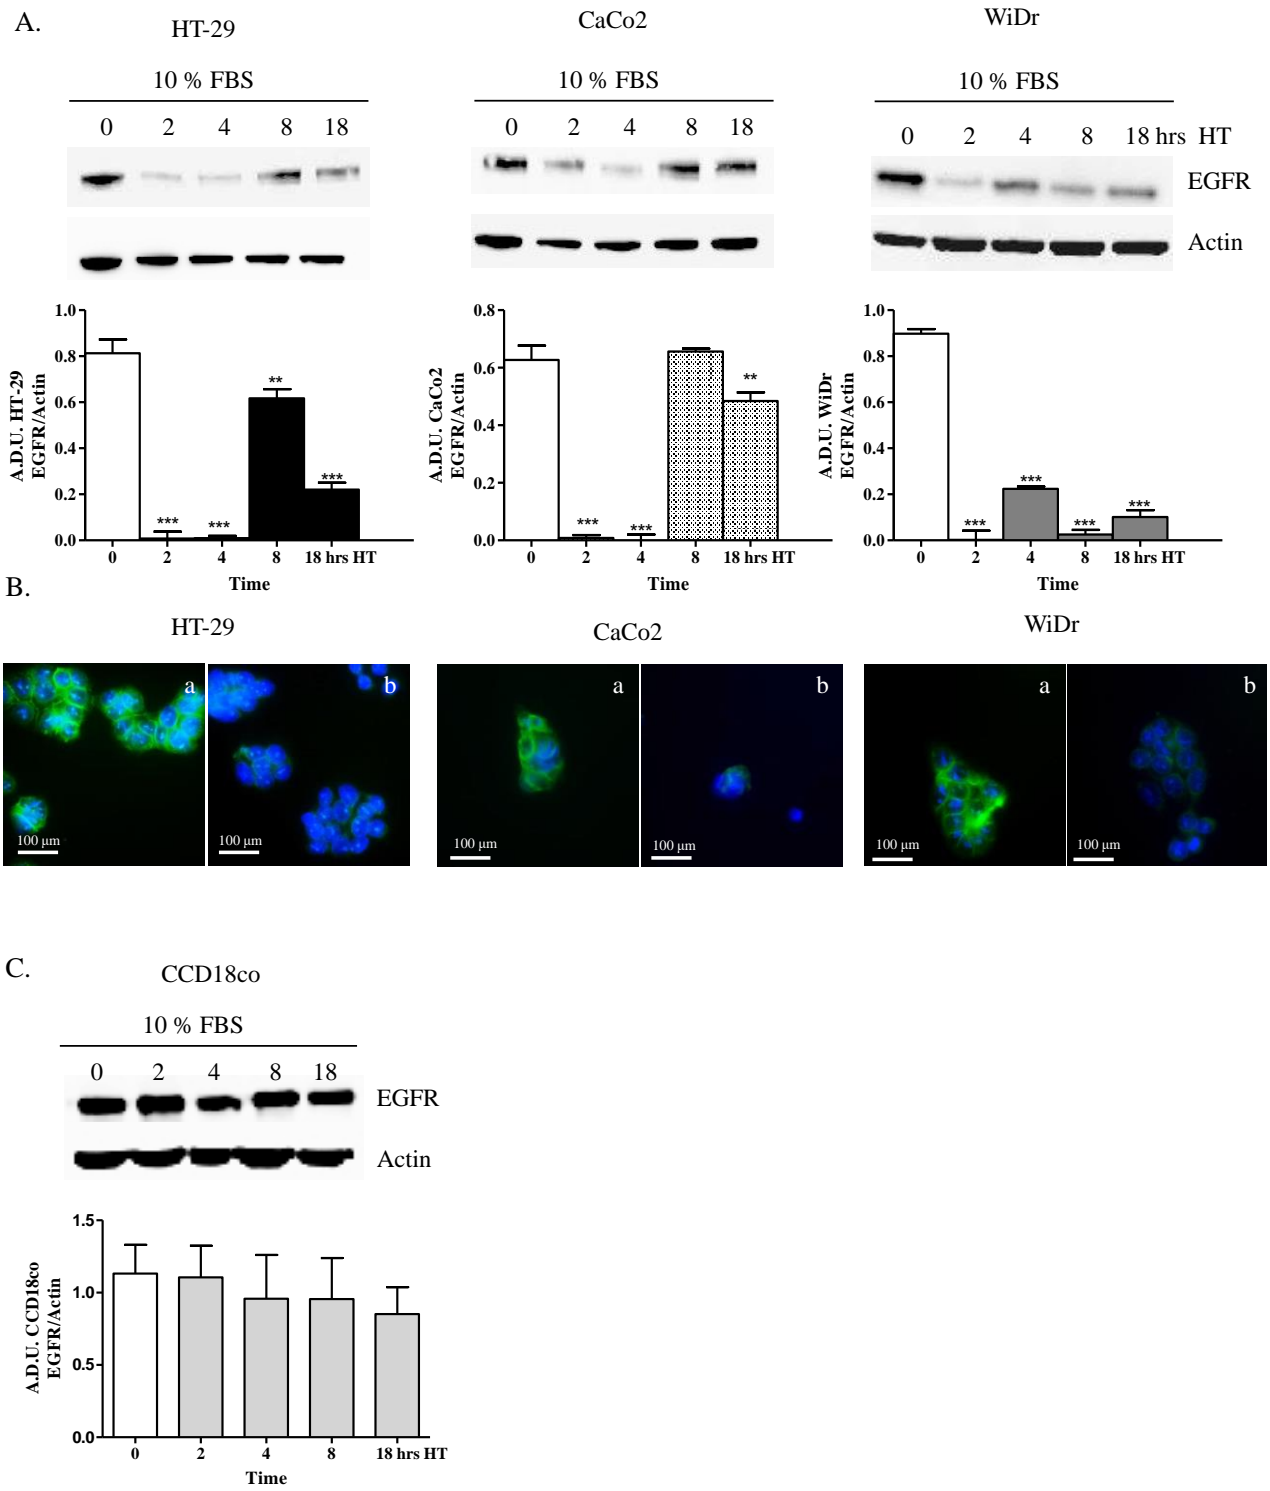 A.
HT-29
CaCo2
WiDr
10 % FBS
10 % FBS
10 % FBS
0 2 4 8 18
0 2 4 8 18
0 2 4 8 18 hrs HT
EGFR
Actin
A.D.U. HT-29
EGFR/Actin
1.0
0.8
0.6
0.4
0.2
0.0
***
***
**
***
0 2 4 8 18 hrs HT
Time
A.D.U. CaCo2
EGFR/Actin
0.8
0.6
0.4
0.2
0.0
***
***
**
0 2 4 8 18 hrs HT
Time
A.D.U. WiDr
EGFR/Actin
1.0
0.8
0.6
0.4
0.2
0.0
***
***
***
***
0 2 4 8 18 hrs HT
Time
B.
HT-29
CaCo2
WiDr
a
b
a
b
a
b
100 µm
100 µm
100 µm
100 µm
100 µm
100 µm
C.
CCD18co
10 % FBS
0 2 4 8 18
EGFR
Actin
A.D.U. CCD18co
EGFR/Actin
1.5
1.0
0.5
0.0
0 2 4 8 18 hrs HT
Time